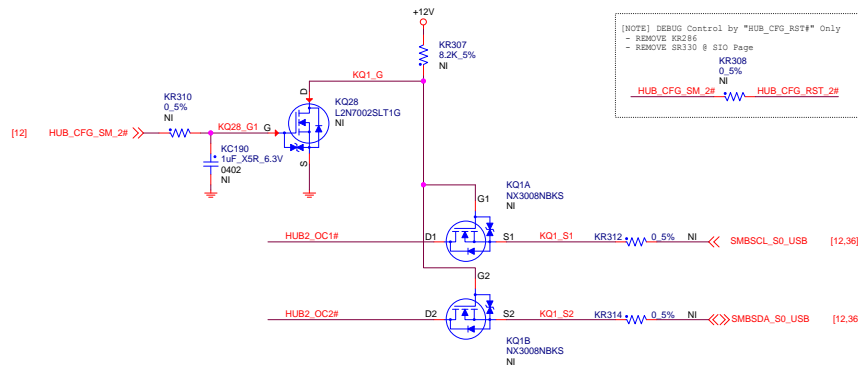 +12V
[NOTE] DEBUG Control by "HUB_CFG_RST#" Only
- REMOVE KR286
- REMOVE SR330 @ SIO Page
KR307
8.2K_5%
NI
KR308
0_5%
NI
HUB_CFG_SM_2#
HUB_CFG_RST_2#
KQ1_G
D
KR310
0_5%
NI
KQ28
L2N7002SLT1G
NI
[12]
HUB_CFG_SM_2#
KQ28_G1
G
S
KC190
1uF_X5R_6.3V
0402
NI
KQ1A
NX3008NBKS
NI
G1
HUB2_OC1#
D1
S1
KQ1_S1
KR312
0_5%
NI
SMBSCL_S0_USB
[12,36]
G2
HUB2_OC2#
D2
S2
KQ1_S2
KR314
0_5%
NI
SMBSDA_S0_USB
[12,36
KQ1B
NX3008NBKS
NI